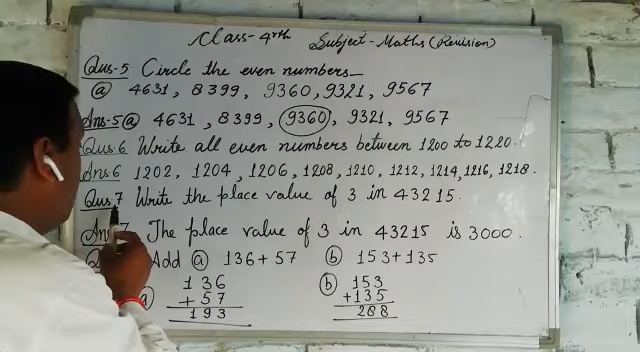 Class - 4th Subject - Maths (Revision)
Qus-5 Circle the even numbers -
(a) 4631, 8399, 9360, 9321, 9567
Ans-5 (a) 4631, 8399, 9360, 9321, 9567
Qus-6 Write all even numbers between 1200 to 1220.
Ans 6 1202, 1204, 1206, 1208, 1210, 1212, 1214, 1216, 1218.
Qus 7 Write the place value of 3 in 43215.
Ans 7 The place value of 3 in 43215 is 3000.
Add (a) 136 + 57 (b) 153 + 135
(a) 136 (b) 153
+ 57 +135
193 288